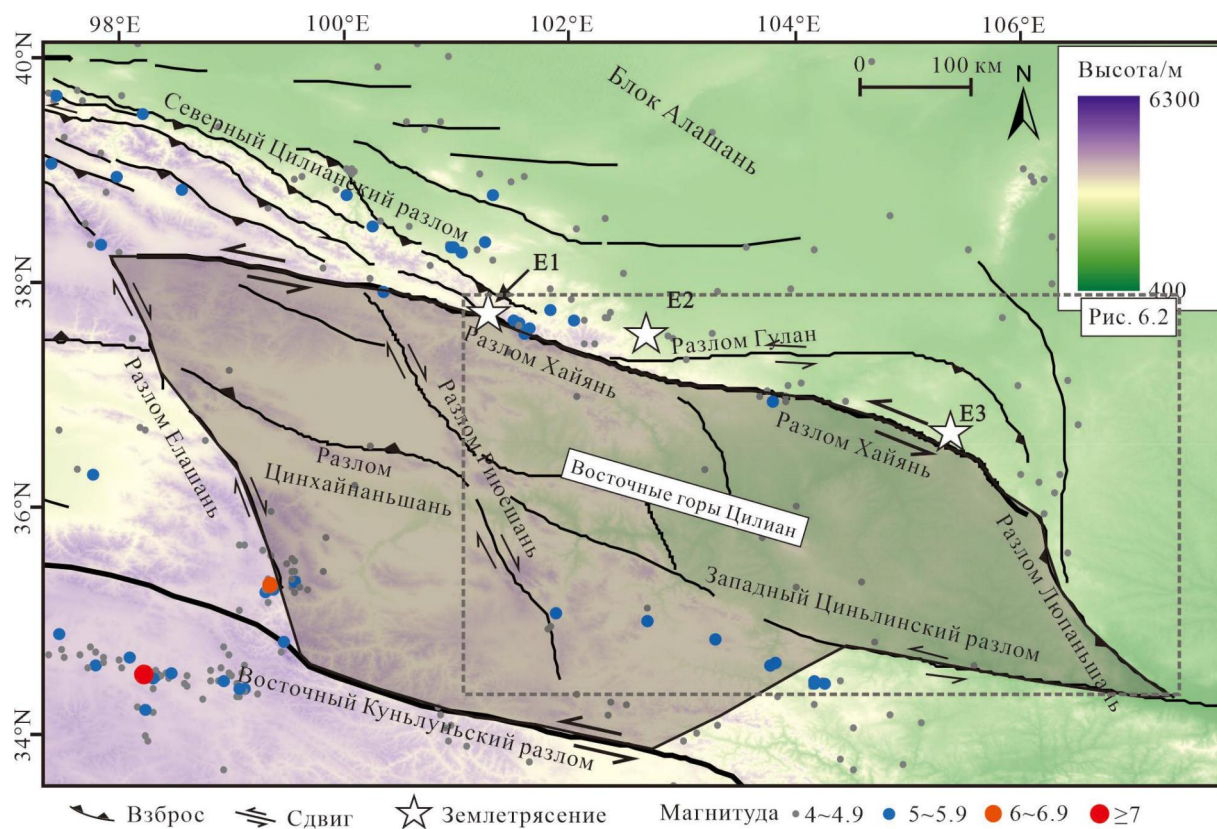 98°E 100°E 102°E 104°E 106°E
40°N
38°N
36°N
34°N
0 100 км
N
Высота/м
6300
400
Рис. 6.2
Блок Алашань
Северный Цилианский разлом
E1
E2
E3
Разлом Гулан
Разлом Хайянь
Разлом Хайянь
Разлом Елашань
Разлом Риюешань
Разлом
Цинхайнаньшань
Восточные горы Цилиан
Западный Циньлинский разлом
Разлом Люпаньшань
Восточный Куньлуньский разлом
Взброс Сдвиг Землетрясение Магнитуда 4~4.9 5~5.9 6~6.9 ≥7